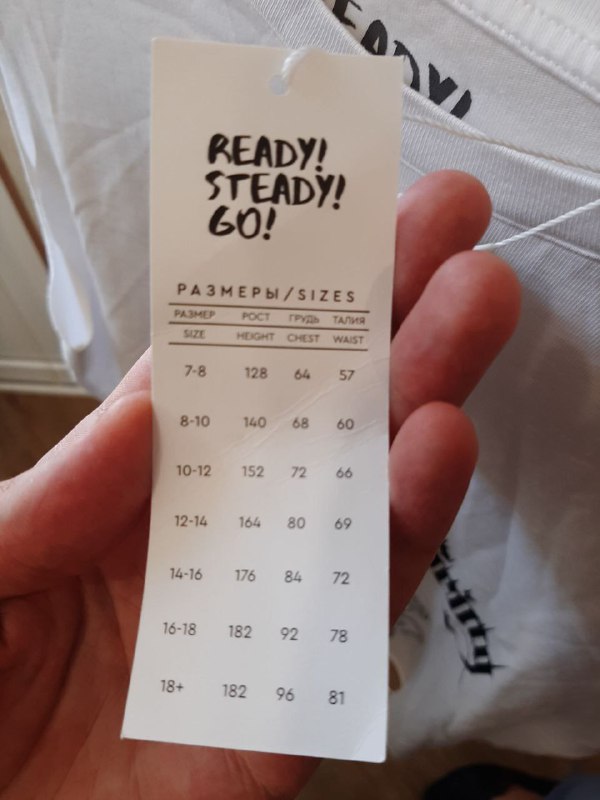 READY!
READY!
STEADY!
GO!
РАЗМЕРЫ/SIZES
РАЗМЕР РОСТ ГРУДЬ ТАЛИЯ
SIZE HEIGHT CHEST WAIST
7-8 128 64 57
8-10 140 68 60
10-12 152 72 66
12-14 164 80 69
14-16 176 84 72
16-18 182 92 78
18+ 182 96 81